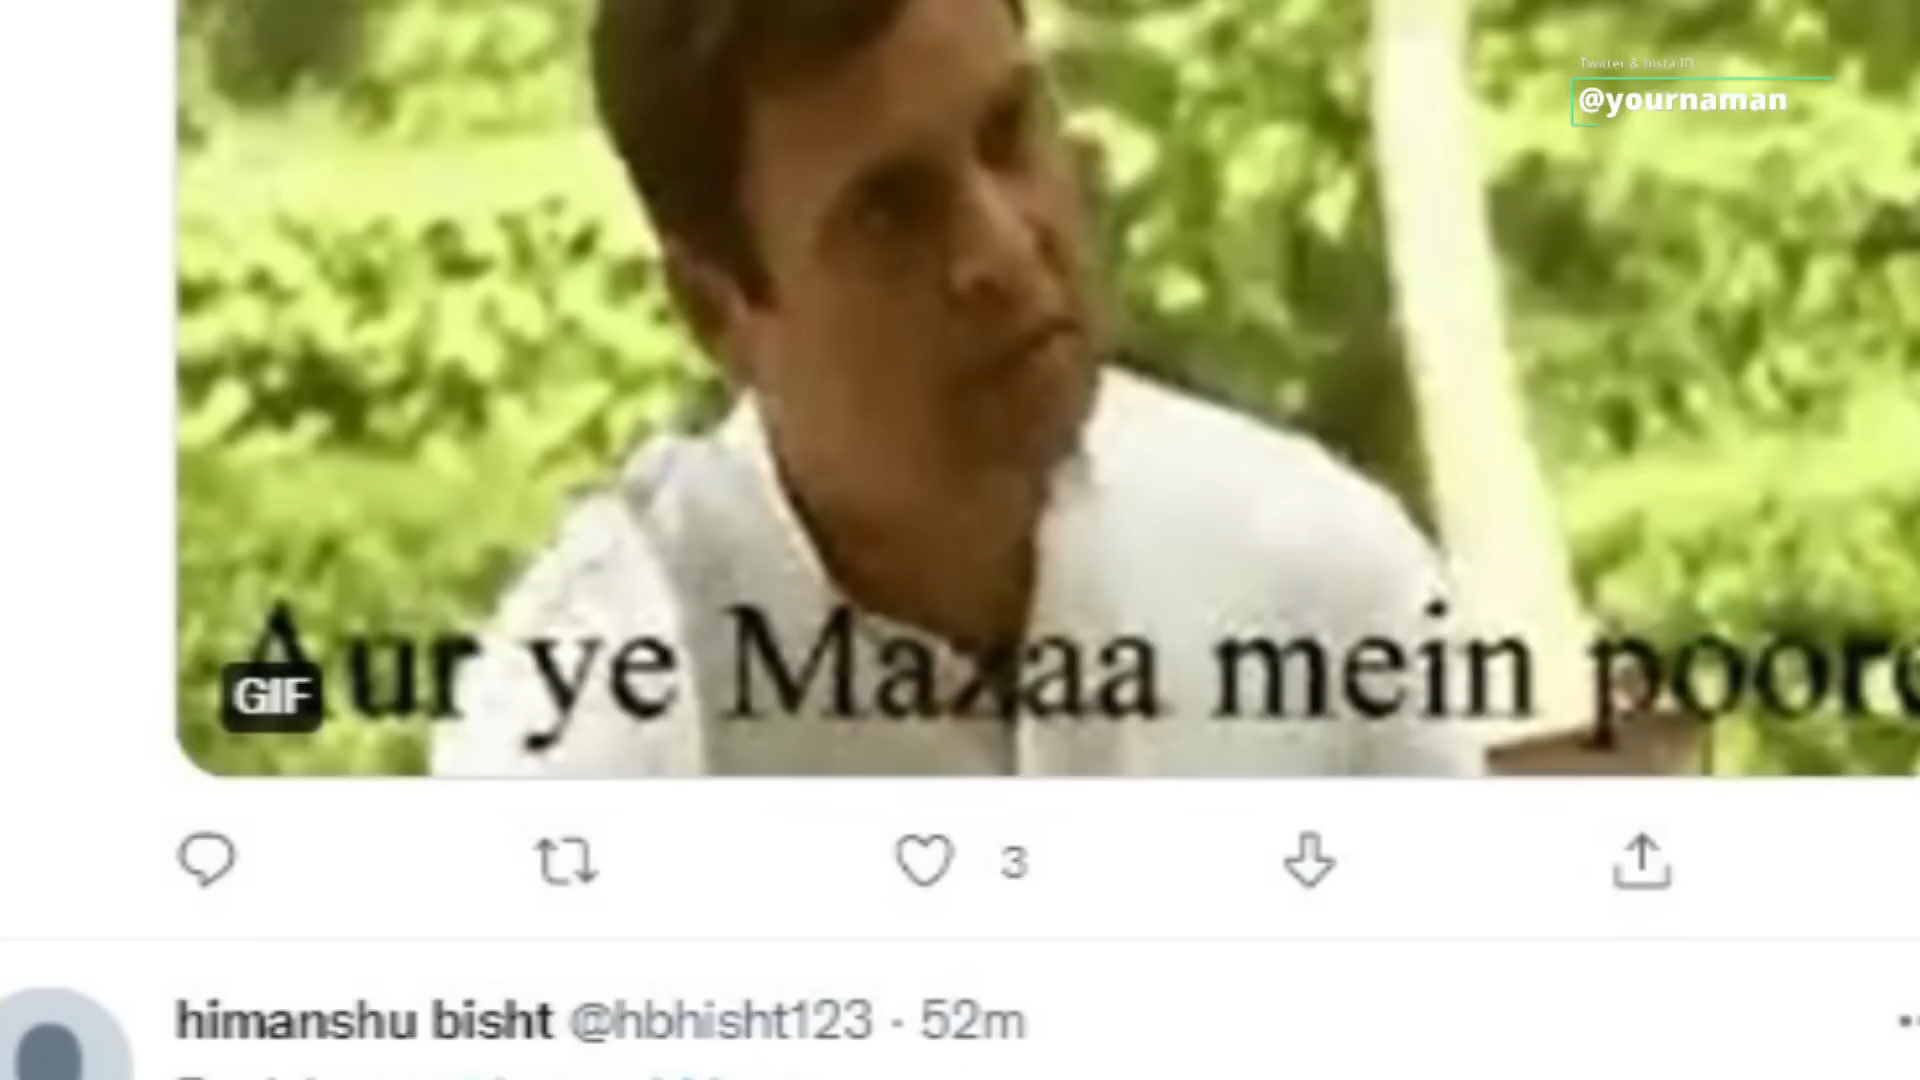 Twitter & Insta ID
@yournaman
Aur ye Mazaa mein poore
GIF
3
himanshu bisht @hbhisht123 · 52m